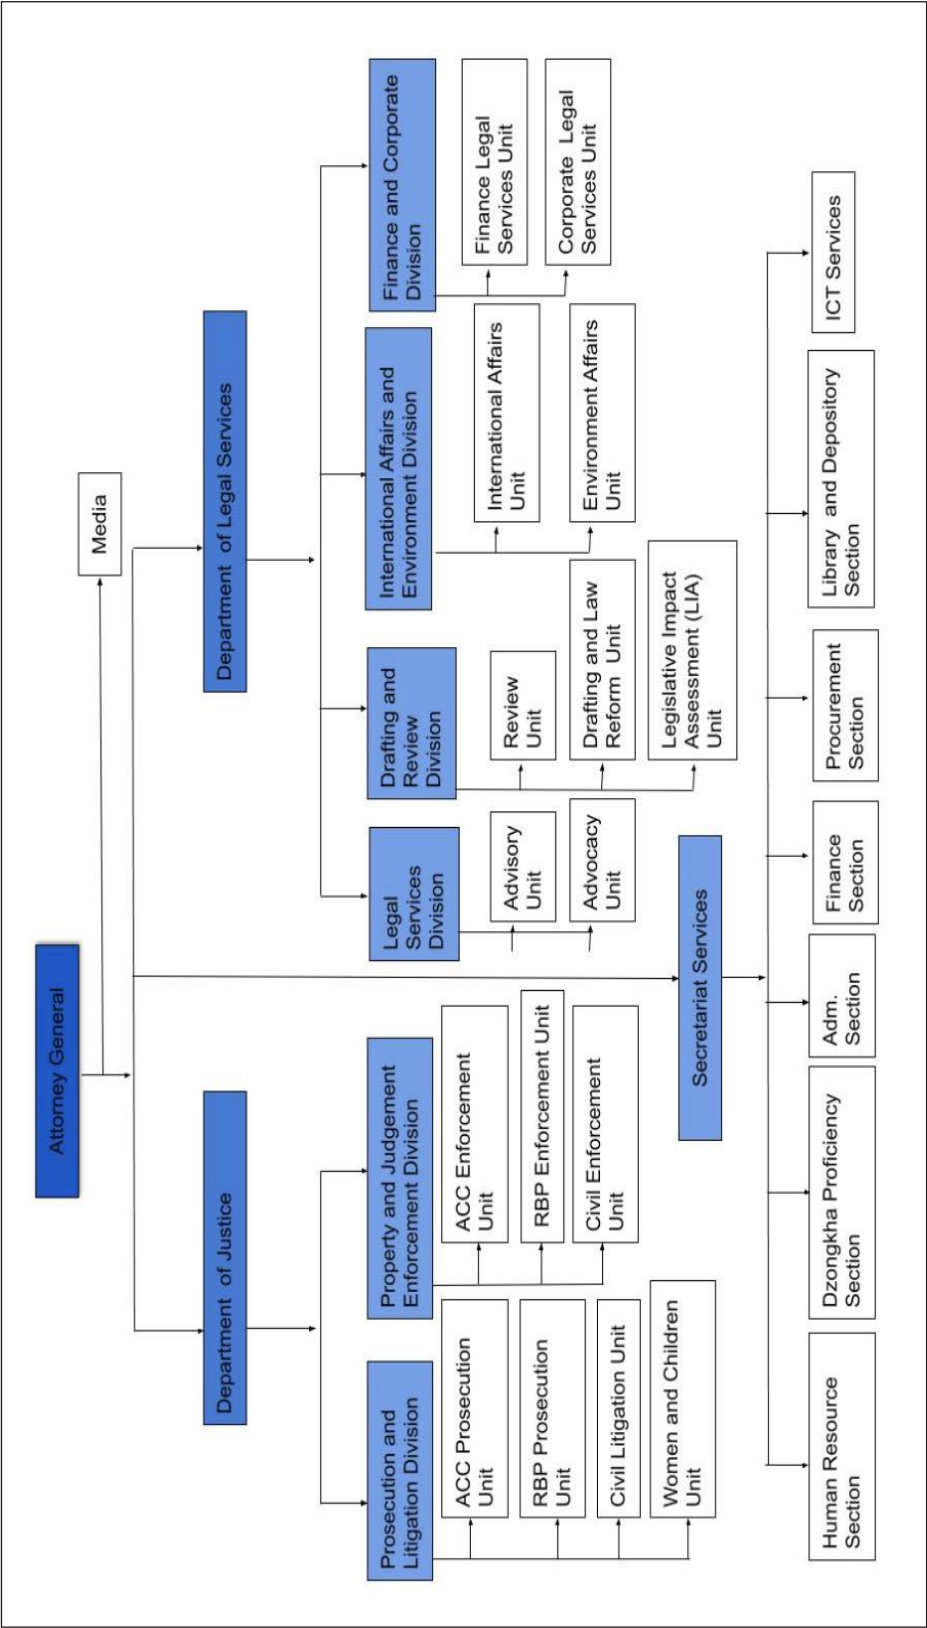 Attorney General
Media
Department of Justice
Department of Legal Services
Prosecution and
Litigation Division
ACC Prosecution
Unit
RBP Prosecution
Unit
Civil Litigation Unit
Women and Children
Unit
Property and Judgement
Enforcement Division
ACC Enforcement
Unit
RBP Enforcement Unit
Civil Enforcement
Unit
Legal
Services
Division
Advisory
Unit
Advocacy
Unit
Drafting and
Review
Division
Review
Unit
Drafting and Law
Reform Unit
Legislative Impact
Assessment (LIA)
Unit
International Affairs and
Environment Division
International Affairs
Unit
Environment Affairs
Unit
Finance and Corporate
Division
Finance Legal
Services Unit
Corporate Legal
Services Unit
Secretariat Services
Human Resource
Section
Dzongkha Proficiency
Section
Adm.
Section
Finance
Section
Procurement
Section
Library and Depository
Section
ICT Services